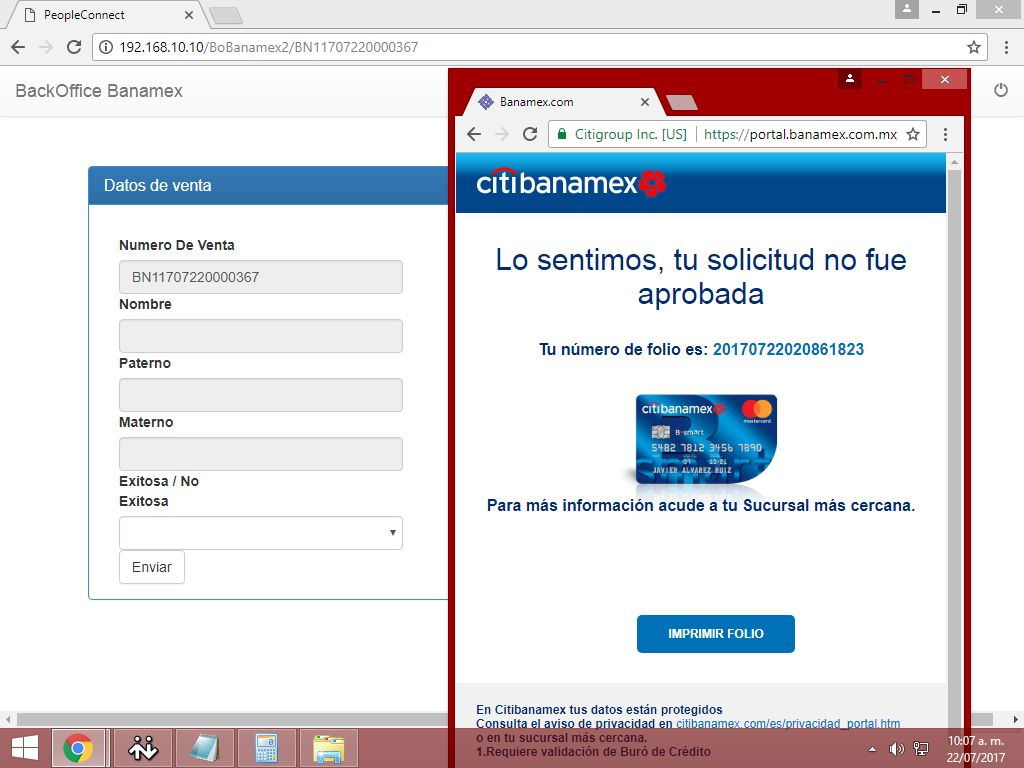 PeopleConnect
192.168.10.10/BoBanamex2/BN11707220000367
BackOffice Banamex
Datos de venta
Numero De Venta
BN11707220000367
Nombre
Paterno
Materno
Exitosa / No
Exitosa
Enviar
Banamex.com
Citigroup Inc. [US]
https://portal.banamex.com.mx
citibanamex
Lo sentimos, tu solicitud no fue
aprobada
Tu número de folio es: 20170722020861823
citibanamex
mastercard.
B•smart
5482 7812 3456 7890
JAVIER ALVAREZ RUIZ
Para más información acude a tu Sucursal más cercana.
IMPRIMIR FOLIO
En Citibanamex tus datos están protegidos
Consulta el aviso de privacidad en citibanamex.com/es/privacidad_portal.htm
o en tu sucursal más cercana.
1.Requiere validación de Buró de Crédito
10:07 a. m.
22/07/2017